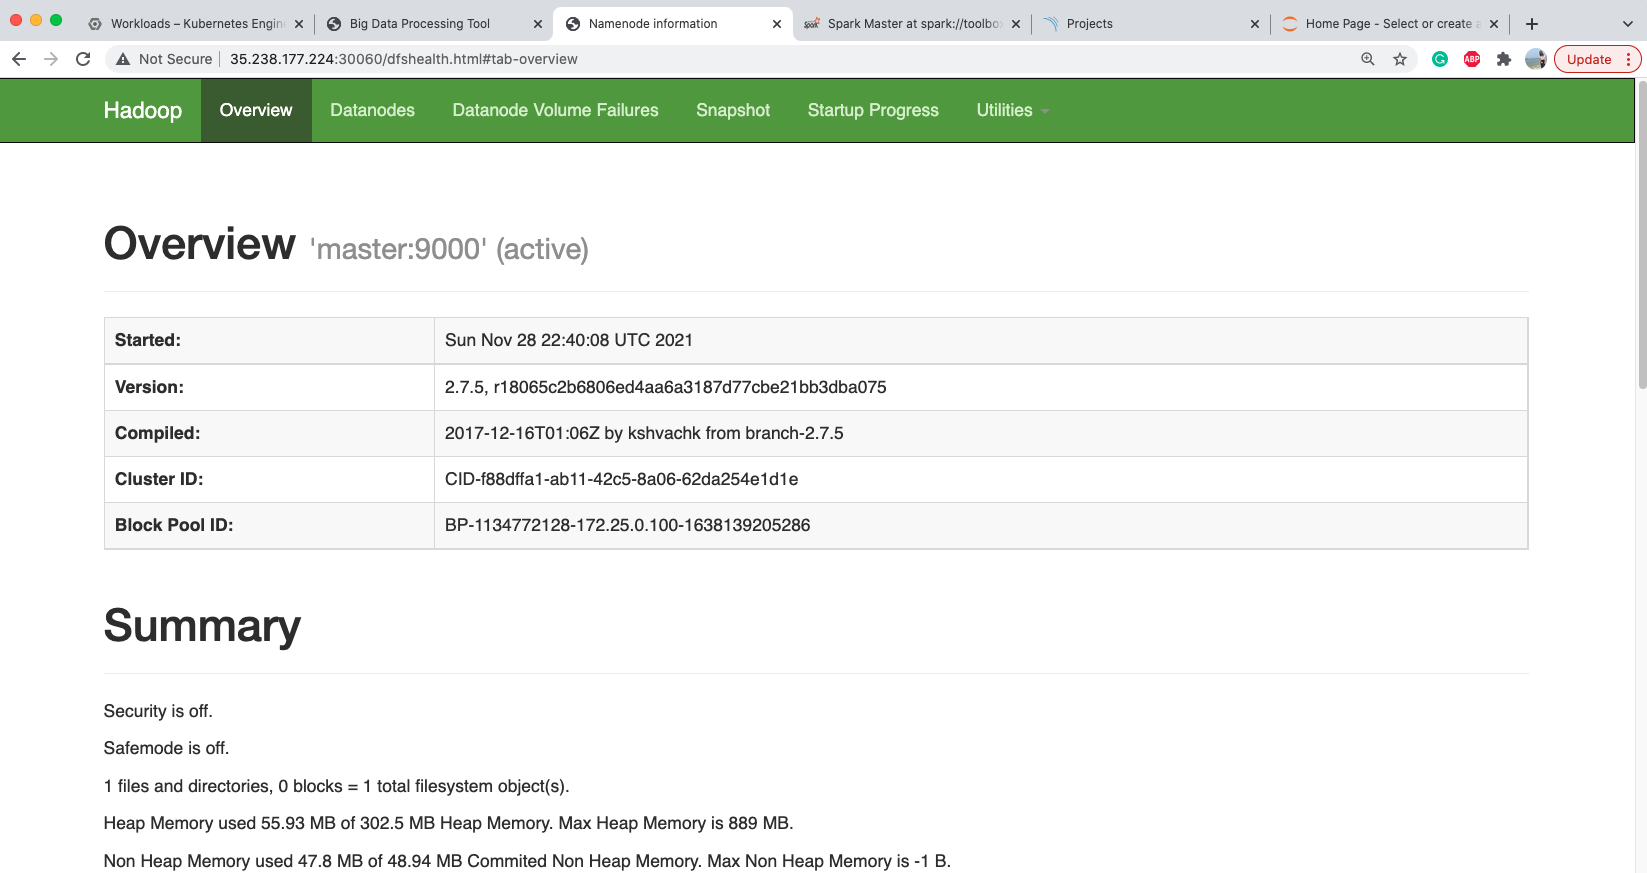 Workloads – Kubernetes Engin
Big Data Processing Tool
Namenode information
Spark Master at spark://toolbo
Projects
Home Page - Select or create a
Not Secure
35.238.177.224:30060/dfshealth.html#tab-overview
ABP
Update
Hadoop
Overview
Datanodes
Datanode Volume Failures
Snapshot
Startup Progress
Utilities
Overview 'master:9000' (active)
Started: Sun Nov 28 22:40:08 UTC 2021
Version: 2.7.5, r18065c2b6806ed4aa6a3187d77cbe21bb3dba075
Compiled: 2017-12-16T01:06Z by kshvachk from branch-2.7.5
Cluster ID: CID-f88dffa1-ab11-42c5-8a06-62da254e1d1e
Block Pool ID: BP-1134772128-172.25.0.100-1638139205286
Summary
Security is off.
Safemode is off.
1 files and directories, 0 blocks = 1 total filesystem object(s).
Heap Memory used 55.93 MB of 302.5 MB Heap Memory. Max Heap Memory is 889 MB.
Non Heap Memory used 47.8 MB of 48.94 MB Commited Non Heap Memory. Max Non Heap Memory is -1 B.